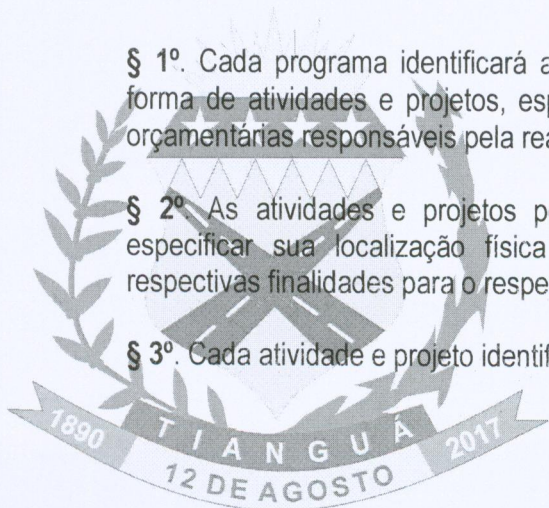 § 1º. Cada programa identificará a
forma de atividades e projetos, esp
orçamentárias responsáveis pela rea
§ 2º. As atividades e projetos p
especificar sua localização física
respectivas finalidades para o respe
§ 3º. Cada atividade e projeto identif
1890
TIANGUÁ
2017
12 DE AGOSTO